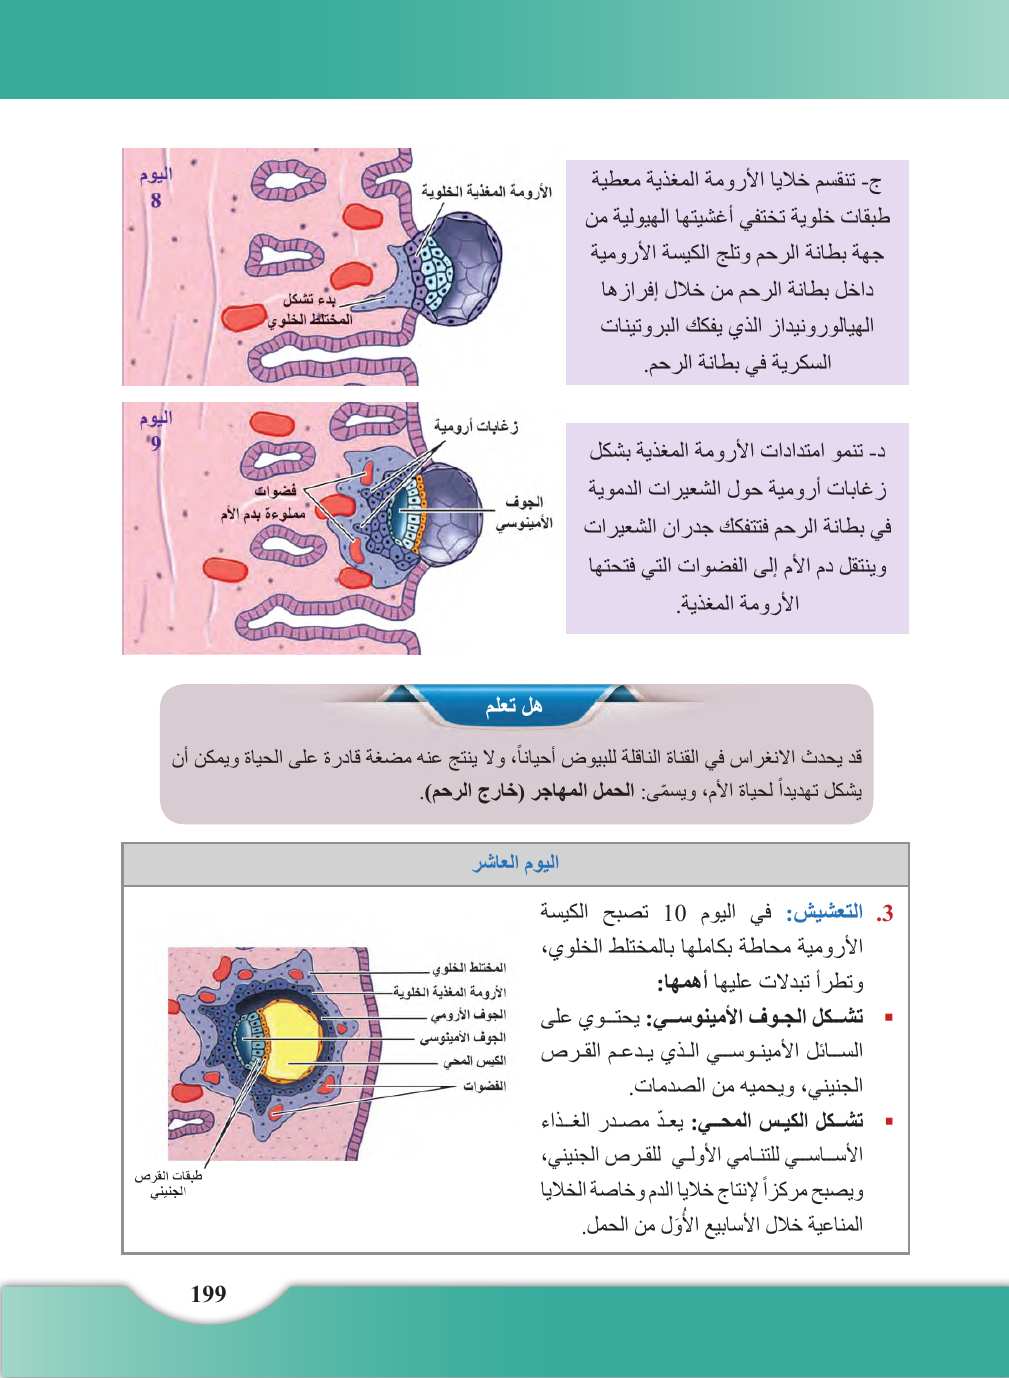 ج- تنقسم خلايا الأرومة المغذية معطية
طبقات خلوية تختفي أغشيتها الهيولية من
جهة بطانة الرحم وتلج الكيسة الأرومية
داخل بطانة الرحم من خلال إفرازها
الهيالورونيداز الذي يفكك البروتينات
السكرية في بطانة الرحم.
اليوم
8
الأرومة المغذية الخلوية
بدء تشكل
المختلط الخلوي
د- تنمو امتدادات الأرومة المغذية بشكل
زغابات أرومية حول الشعيرات الدموية
في بطانة الرحم فتتفكك جدران الشعيرات
وينتقل دم الأم إلى الفضوات التي فتحتها
الأرومة المغذية.
اليوم
9
زغابات أرومية
فضوات
مملوءة بدم الأم
الجوف
الأمينوسي
هل تعلم
قد يحدث الانغراس في القناة الناقلة للبيوض أحياناً، ولا ينتج عنه مضغة قادرة على الحياة ويمكن أن
يشكل تهديداً لحياة الأم، ويسمّى: الحمل المهاجر (خارج الرحم).
اليوم العاشر
3. التعشيش: في اليوم 10 تصبح الكيسة
الأرومية محاطة بكاملها بالمختلط الخلوي،
وتطرأ تبدلات عليها أهمها:
▪ تشكل الجوف الأمينوسي: يحتوي على
السائل الأمينوسي الذي يدعم القرص
الجنيني، ويحميه من الصدمات.
▪ تشكل الكيس المحي: يعدّ مصدر الغذاء
الأساسي للتنامي الأولي للقرص الجنيني،
ويصبح مركزاً لإنتاج خلايا الدم وخاصة الخلايا
المناعية خلال الأسابيع الأُوَل من الحمل.
المختلط الخلوي
الأرومة المغذية الخلوية
الجوف الأرومي
الجوف الأمينوسي
الكيس المحي
الفضوات
طبقات القرص
الجنيني
199